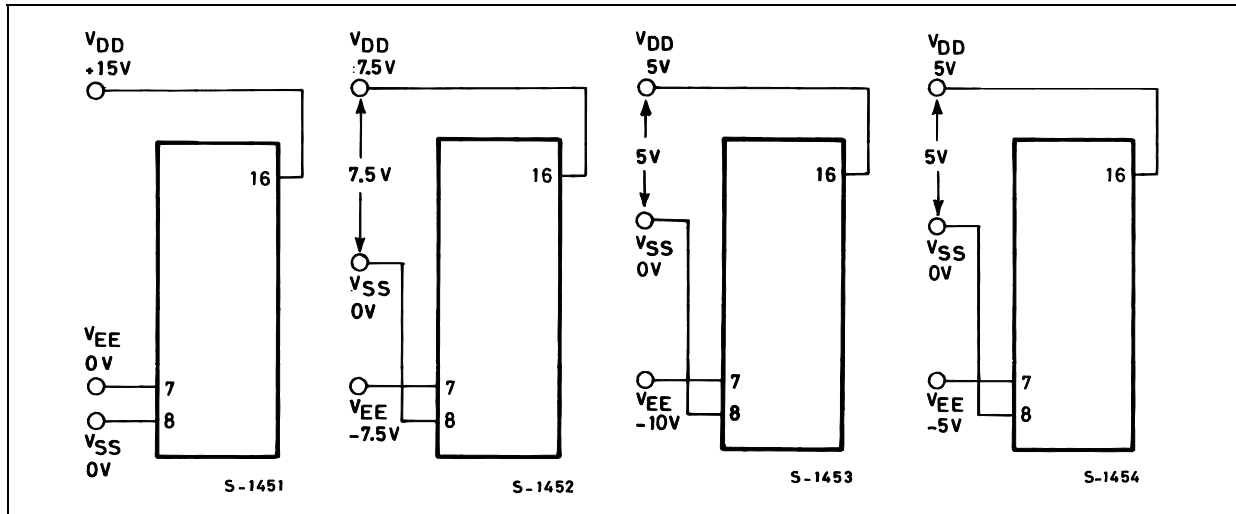 VDD
+15V
16
VEE
0V
7
8
VSS
0V
S-1451
VDD
:7.5V
16
7.5V
VSS
0V
7
VEE
8
-7.5V
S-1452
VDD
5V
16
5V
VSS
0V
7
VEE
8
-10V
S-1453
VDD
5V
16
5V
VSS
0V
7
VEE
8
-5V
S-1454